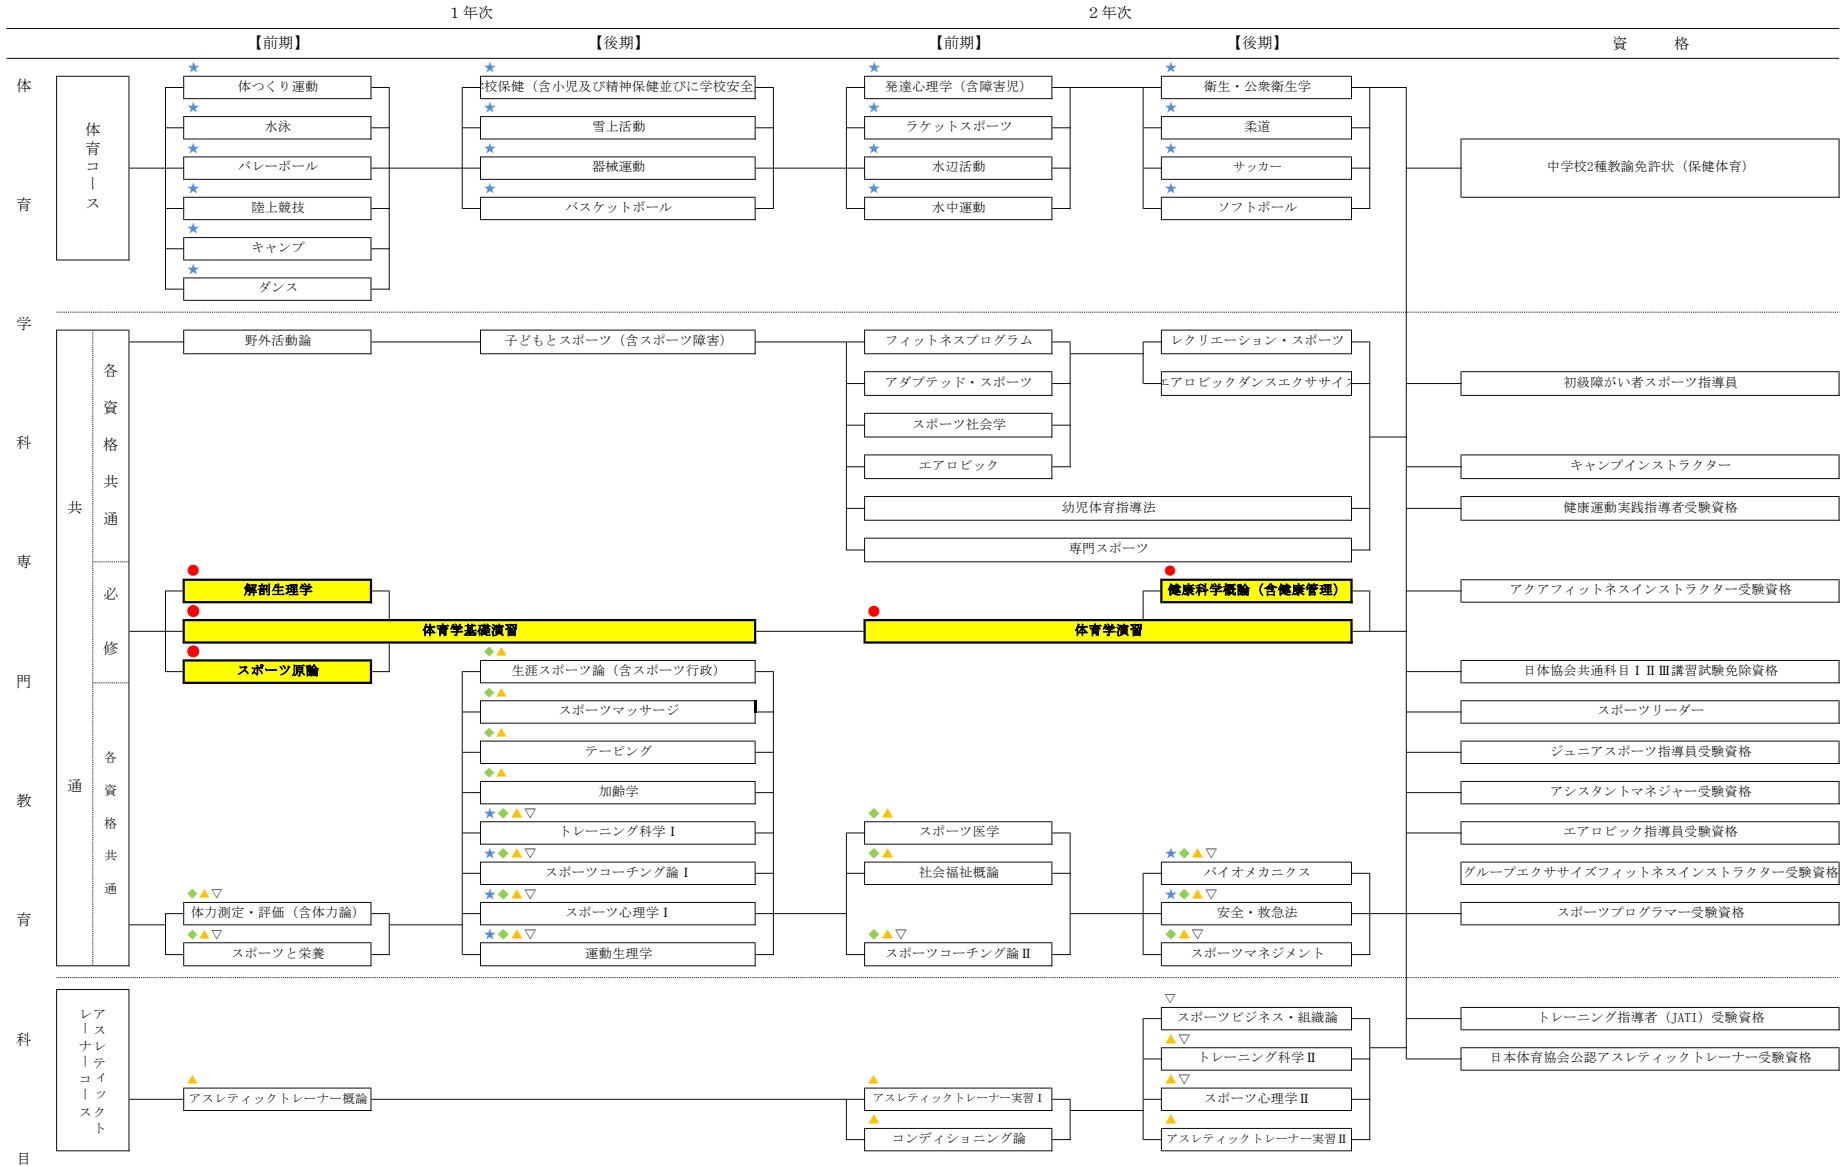 1年次
2年次
【前期】
【後期】
【前期】
【後期】
資　格
体育学科専門教育科目
体育コース
★
体つくり運動
★
水泳
★
バレーボール
★
陸上競技
★
キャンプ
★
ダンス
★
校保健（含小児及び精神保健並びに学校安全
★
雪上活動
★
器械運動
★
バスケットボール
★
発達心理学（含障害児）
★
ラケットスポーツ
★
水辺活動
★
水中運動
★
衛生・公衆衛生学
★
柔道
★
サッカー
★
ソフトボール
中学校2種教諭免許状（保健体育）
共通
各資格共通
野外活動論
子どもとスポーツ（含スポーツ障害）
フィットネスプログラム
アダプテッド・スポーツ
スポーツ社会学
エアロビック
幼児体育指導法
専門スポーツ
レクリエーション・スポーツ
エアロビックダンスエクササイズ
初級障がい者スポーツ指導員
キャンプインストラクター
健康運動実践指導者受験資格
必修
●
解剖生理学
●
体育学基礎演習
●
スポーツ原論
●
体育学演習
●
健康科学概論（含健康管理）
アクアフィットネスインストラクター受験資格
各資格共通
◆▲▽
体力測定・評価（含体力論）
◆▲▽
スポーツと栄養
◆▲
生涯スポーツ論（含スポーツ行政）
◆▲
スポーツマッサージ
◆▲
テーピング
◆▲
加齢学
★◆▲▽
トレーニング科学Ⅰ
★◆▲▽
スポーツコーチング論Ⅰ
★◆▲▽
スポーツ心理学Ⅰ
★◆▲▽
運動生理学
◆▲
スポーツ医学
◆▲
社会福祉概論
◆▲▽
スポーツコーチング論Ⅱ
★◆▲▽
バイオメカニクス
★◆▲▽
安全・救急法
◆▲▽
スポーツマネジメント
日体協会共通科目ⅠⅡⅢ講習試験免除資格
スポーツリーダー
ジュニアスポーツ指導員受験資格
アシスタントマネジャー受験資格
エアロビック指導員受験資格
グループエクササイズフィットネスインストラクター受験資格
スポーツプログラマー受験資格
アスレティックトレーナーコース
▲
アスレティックトレーナー概論
▲
アスレティックトレーナー実習Ⅰ
▲
コンディショニング論
▽
スポーツビジネス・組織論
▲▽
トレーニング科学Ⅱ
▲▽
スポーツ心理学Ⅱ
▲
アスレティックトレーナー実習Ⅱ
トレーニング指導者（JATI）受験資格
日本体育協会公認アスレティックトレーナー受験資格